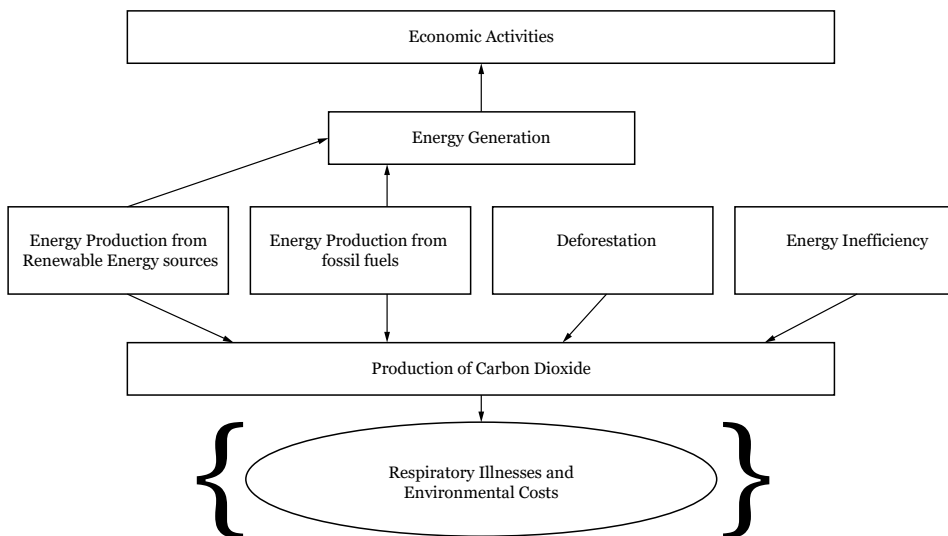 Economic Activities
Energy Generation
Energy Production from
Renewable Energy sources
Energy Production from
fossil fuels
Deforestation
Energy Inefficiency
Production of Carbon Dioxide
Respiratory Illnesses and
Environmental Costs